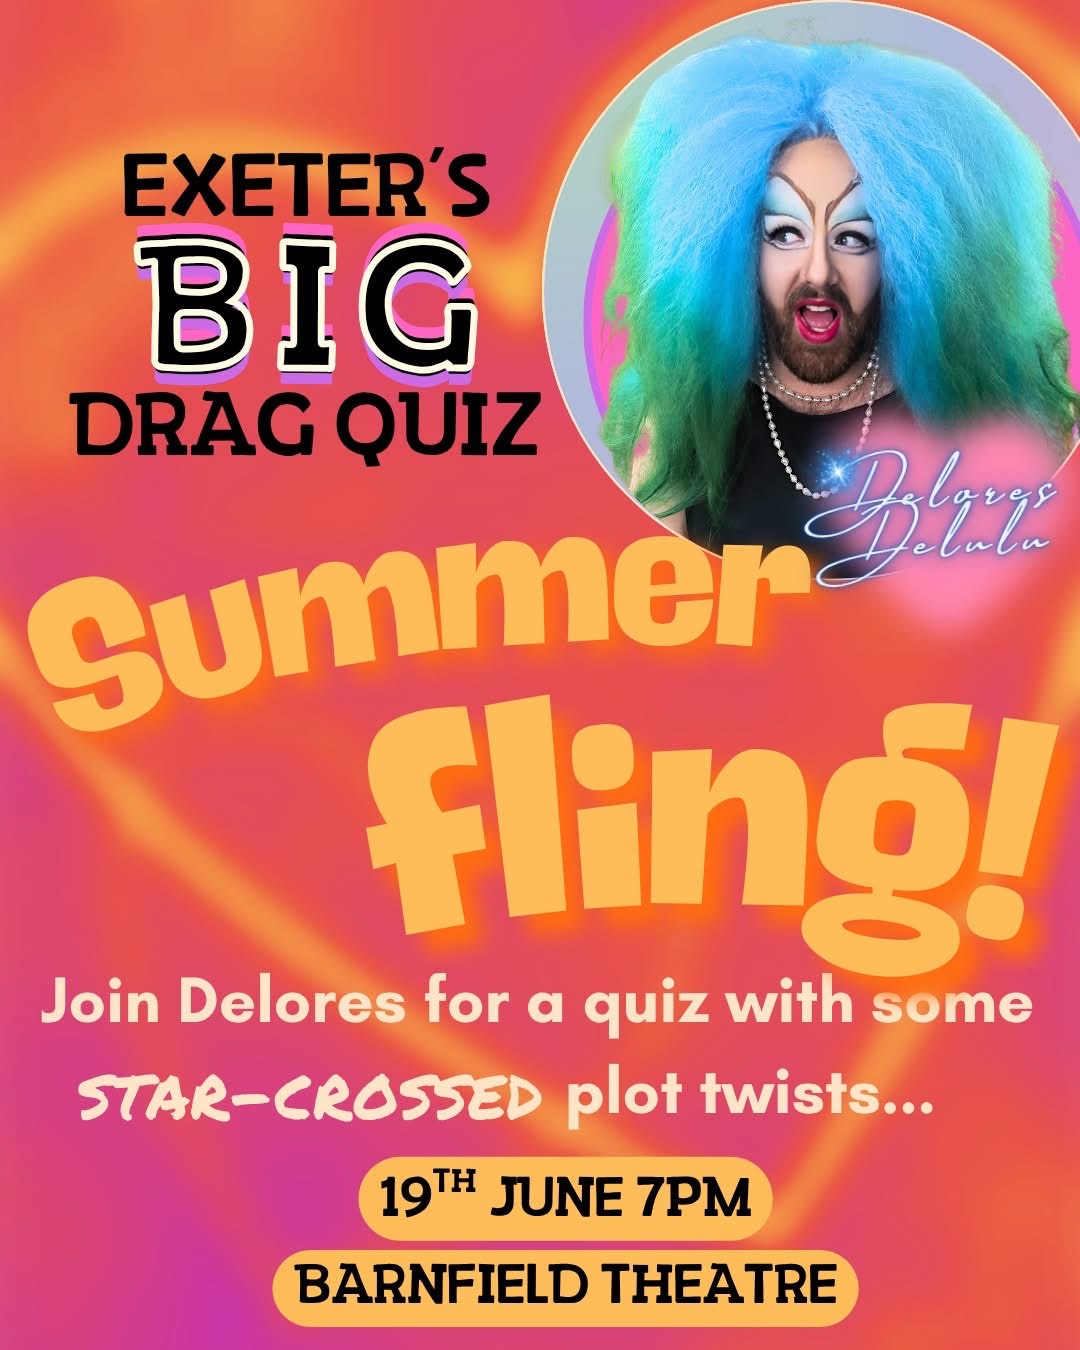 EXETER'S
BIG
DRAG QUIZ
Delores
Delulu
Summer
fling!
Join Delores for a quiz with some
STAR-CROSSED plot twists...
19TH JUNE 7PM
BARNFIELD THEATRE